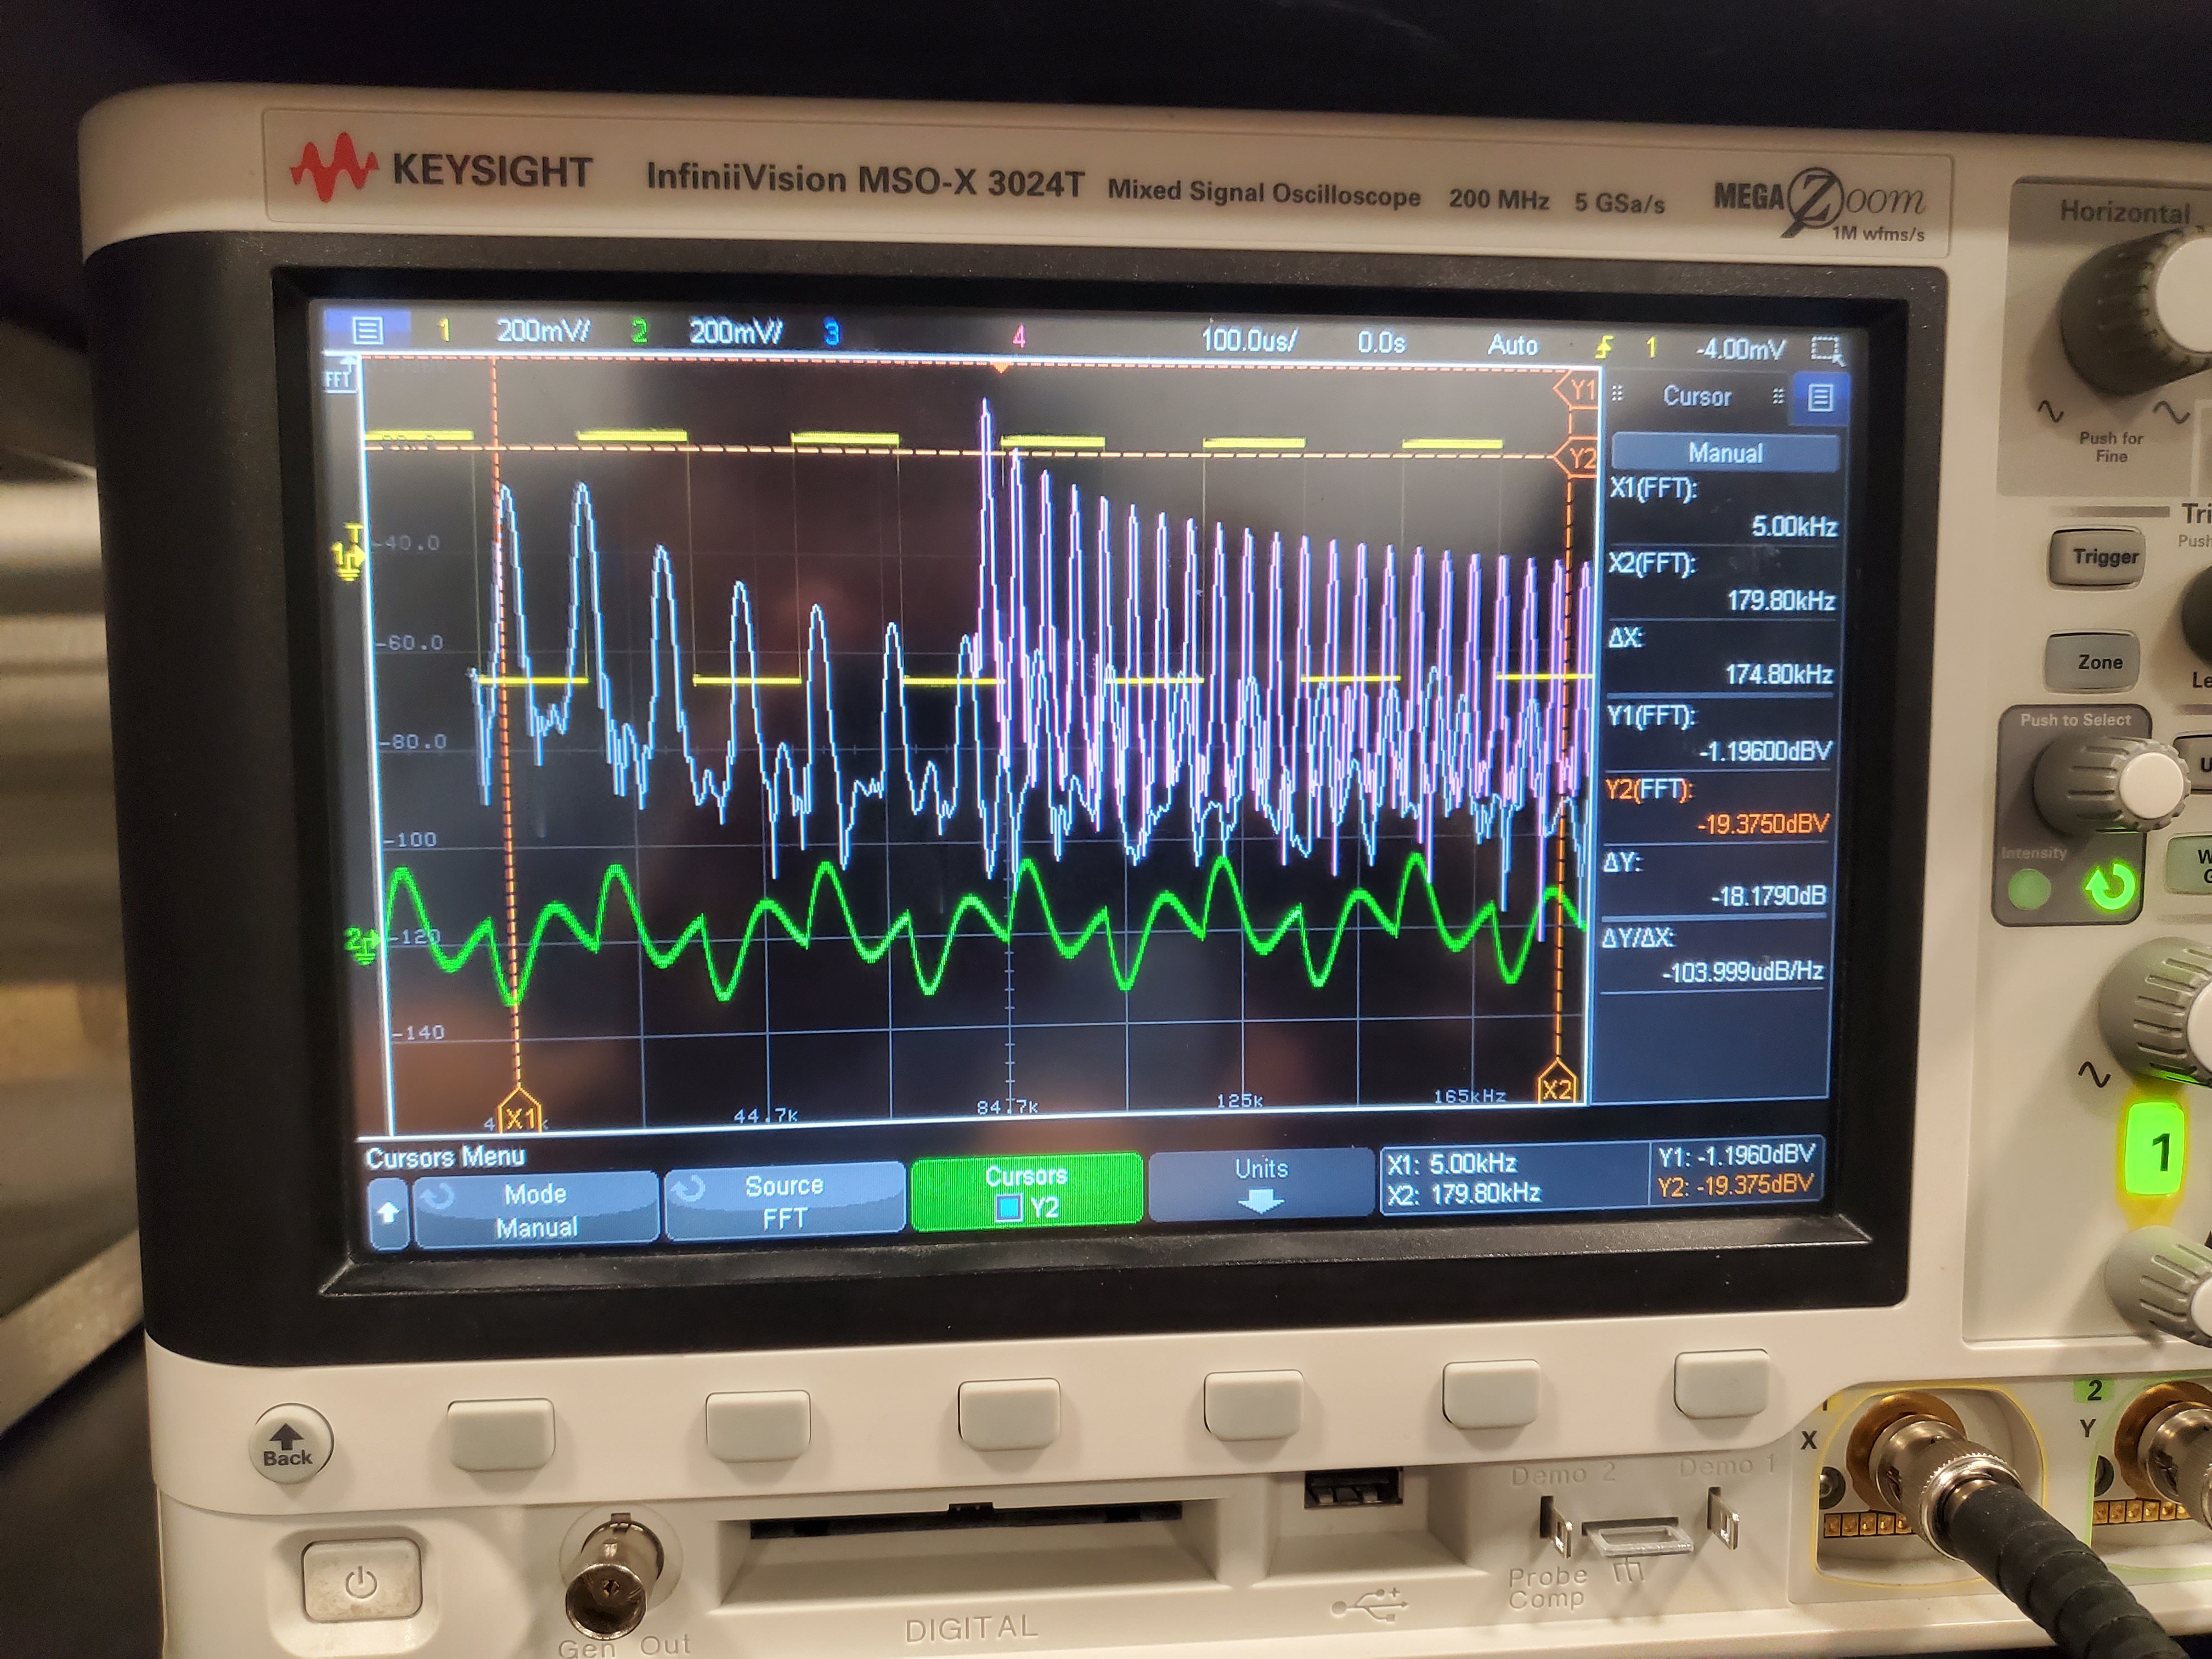 KEYSIGHT InfiniiVision MSO-X 3024T Mixed Signal Oscilloscope 200 MHz 5 GSa/s MEGA Zoom
1M wfms/s
Horizontal
Push for
Fine
1 200mV/ 2 200mV/ 3 4 100.0us/ 0.0s Auto 1 -4.00mV
FFT
Cursor
Manual
Y1
Y2
X1(FFT):
5.00kHz
X2(FFT):
179.80kHz
ΔX:
174.80kHz
Y1(FFT):
-1.19600dBV
Y2(FFT):
-19.3750dBV
ΔY:
-18.1790dB
ΔY/ΔX:
-103.999udB/Hz
T
1
-40.0
-60.0
-80.0
-100
2
-120
-140
X1
44.7k
84.7k
125k
165kHz
X2
Cursors Menu
Mode
Manual
Source
FFT
Cursors
Y2
Units
X1: 5.00kHz
X2: 179.80kHz
Y1: -1.1960dBV
Y2: -19.375dBV
Trigger
Zone
Push to Select
Intensity
1
Back
Gen Out
DIGITAL
Demo 2
Demo 1
Probe
Comp
X
2
Y